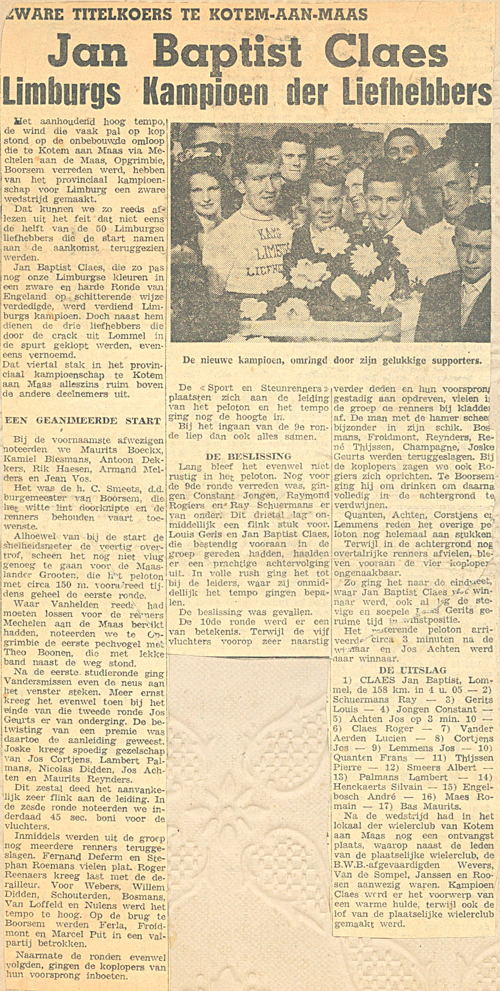 ZWARE TITELKOERS TE KOTEM-AAN-MAAS
Jan Baptist Claes
Limburgs Kampioen der Liefhebbers
Het aanhoudend hoog tempo,
de wind die vaak pal op kop
stond op de onbebouwde omloop
die te Kotem aan Maas via Me-
chelen aan de Maas, Opgrimbie,
Boorsem verreden werd, hebben
van het provinciaal kampioen-
schap voor Limburg een zware
wedstrijd gemaakt.
Dat kunnen we zo reeds af-
lezen uit het feit dat niet eens
de helft van de 50 Limburgse
liefhebbers die de start namen
aan de aankomst teruggezien
werden.
Jan Baptist Claes, die zo pas
nog onze Limburgse kleuren in
een zware en harde Ronde van
Engeland op schitterende wijze
verdedigde, werd verdiend Lim-
burgs kampioen. Doch naast hem
dienen de drie liefhebbers die
door de crack uit Lommel in
de spurt geklopt werden, even-
eens vernoemd.
Dat viertal stak in het provin-
ciaal kampioenschap te Kotem
aan Maas alleszins ruim boven
de andere deelnemers uit.
EEN GEANIMEERDE START
Bij de voornaamste afwezigen
noteerden we Maurits Boeckx,
Kamiel Biesmans, Antoon Dek-
kers, Rik Haesen, Armand Mel-
ders en Jean Vos.
Het was de h. C. Smeets, d.d.
burgemeester van Boorsem, die
het witte lint doorknipte en de
renners behouden vaart toe-
wenste.
Alhoewel van bij de start de
snelheidsmeter de veertig over-
trof, scheen het nog niet vlug
genoeg te gaan voor de Maas-
lander Grooten, die het peloton
met circa 150 m. voorafreed tij-
dens geheel de eerste ronde.
Waar Vanhelden reeds had
moeten lossen voor de renners
Mechelen aan de Maas bereikt
hadden, noteerden we te Op-
grimbie de eerste pechvogel met
Theo Boonen, die met lekke
band naast de weg stond.
Na de eerste studieronde ging
Vandersmissen even de neus aan
het venster steken. Meer ernst
kreeg het evenwel toen bij het
einde van die tweede ronde Jos
Geurts er van onderging. De be-
twisting van een premie was
daartoe de aanleiding geweest.
Joske kreeg spoedig gezelschap
van Jos Cortjens, Lambert Pal-
mans, Nicolas Didden, Jos Ach-
ten en Maurits Reynders.
Dit zestal deed het aanvanke-
lijk zeer flink aan de leiding. In
de zesde ronde noteerden we in-
derdaad 45 sec. boni voor de
vluchters.
Inmiddels werden uit de groep
nog meerdere renners terugge-
slagen. Fernand Deferm en Ste-
phan Roemans vielen plat. Roger
Reenaers kreeg last met de de-
railleur. Voor Webers, Willem
Didden, Schouterden, Bosmans,
Van Loffeld en Nulens werd het
tempo te hoog. Op de brug te
Boorsem werden Ferla, Froid-
mont en Marcel Put in een val-
partij betrokken.
Naarmate de ronden evenwel
volgden, gingen de koplopers van
hun voorsprong inboeten.
KAMP
LIMB
LIEFHE
De nieuwe kampioen, omringd door zijn gelukkige supporters.
De «Sport en Steunrenners»
plaatsten zich aan de leiding
van het peloton en het tempo
ging nog de hoogte in.
Bij het ingaan van de 9e ron-
de liep dan ook alles samen.
DE BESLISSING
Lang bleef het evenwel niet
rustig in het peloton. Nog voor
de 9de ronde verreden was, gin-
gen Constant Jongen, Raymond
Rogiers en Ray Schuermans er
van onder. Dit drietal lag on-
middellijk een flink stuk voor.
Louis Geris en Jan Baptist Claes,
die bestendig vooraan in de
groep gereden hadden, haalden
er een prachtige achtervolging
uit. In volle rush ging het tot
bij de leiders, waar zij onmid-
dellijk het tempo gingen bepa-
len.
De beslissing was gevallen.
De 10de ronde werd er een
van betekenis. Terwijl de vijf
vluchters voorop zeer naarstig
verder deden en hun voorsprong
gestadig aan opdreven, vielen in
de groep de renners bij kladden
af. De man met de hamer scheen
bijzonder in zijn schik. Bos-
mans, Froidmont, Reynders, Re-
né Thijssen, Champagne, Joske
Geurts werden teruggeslagen. Bij
de koplopers zagen we ook Ro-
giers zich oprichten. Te Boorsem
ging hij om drinken om daarna
volledig in de achtergrond te
verdwijnen.
Quanten, Achten, Corstjens en
Lemmens reden het overige pe-
loton nog helemaal aan stukken.
Terwijl in de achtergrond nog
overtalrijke renners afvielen, ble-
ven vooraan de vier koplopers
ongenaakbaar.
Zo ging het naar de eindmeet,
waar Jan Baptist Claes win-
naar werd, ook al lag de ste-
vige en soepele Louis Gerits ge-
ruime tijd in winstpositie.
Het resterende peloton arri-
veerde circa 3 minuten na de
winnaar en Jos Achten werd
daar winnaar.
DE UITSLAG
1) CLAES Jan Baptist, Lom-
mel, de 158 km. in 4 u. 05 — 2)
Schuermans Ray — 3) Gerits
Louis — 4) Jongen Constant —
5) Achten Jos op 3 min. 10 —
6) Claes Roger — 7) Vander
Aerden Lucien — 8) Cortjens
Jos — 9) Lemmens Jos — 10)
Quanten Frans — 11) Thijssen
Pierre — 12) Smeers Albert —
13) Palmans Lambert — 14)
Henckaerts Silvain — 15) Engel-
bosch André — 16) Maes Ro-
main — 17) Bas Maurits.
Na de wedstrijd had in het
lokaal der wielerclub van Kotem
aan Maas nog een ontvangst
plaats, waarop naast de leden
van de plaatselijke wielerclub, de
B.W.B.-afgevaardigden Wevers,
Van de Sompel, Janssen en Roo-
sen aanwezig waren. Kampioen
Claes werd er het voorwerp van
een warme hulde, terwijl ook de
lof van de plaatselijke wielerclub
gemaakt werd.